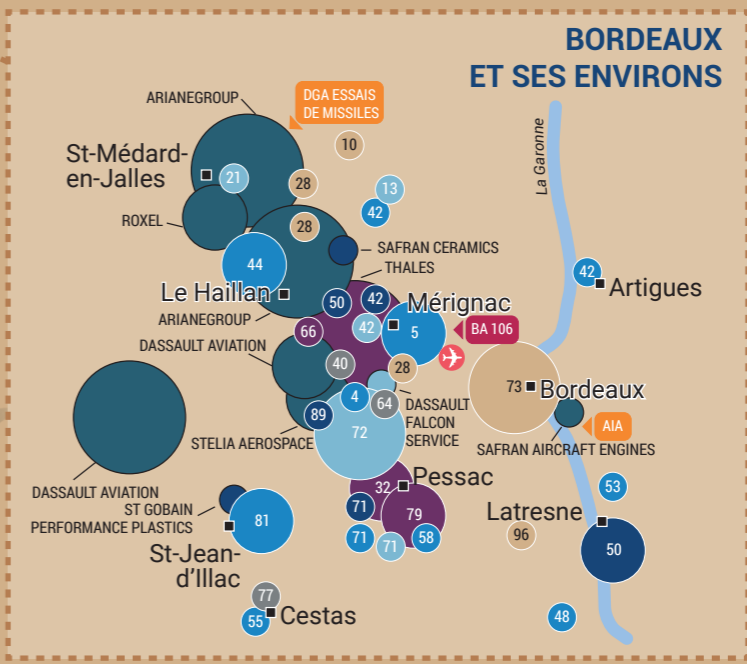 BORDEAUX
ET SES ENVIRONS
ARIANEGROUP
DGA ESSAIS
DE MISSILES
10
St-Médard-
en-Jalles
21
28
13
42
La Garonne
ROXEL
28
SAFRAN CERAMICS
44
THALES
42
Artigues
Le Haillan
50
42
Mérignac
ARIANEGROUP
66
42
5
BA 106
DASSAULT AVIATION
40
28
73
Bordeaux
4
64
DASSAULT
FALCON
SERVICE
89
72
STELIA AEROSPACE
AIA
SAFRAN AIRCRAFT ENGINES
DASSAULT AVIATION
ST GOBAIN
PERFORMANCE PLASTICS
32
Pessac
53
71
79
Latresne
81
71
71
58
96
50
St-Jean-
d'Illac
77
55
Cestas
48